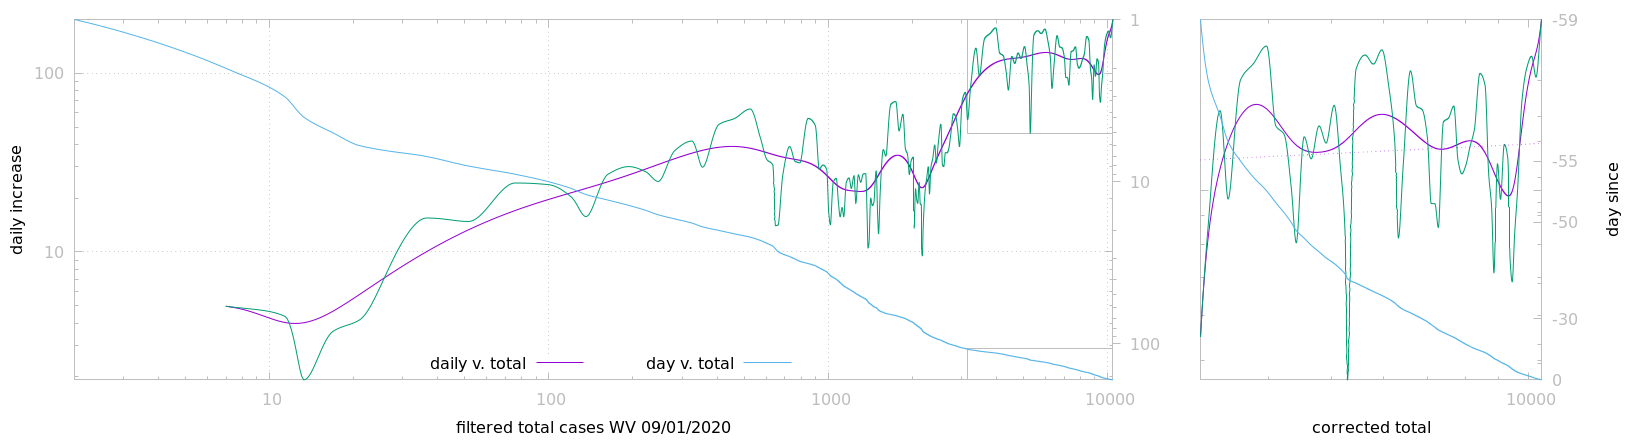 daily increase
100
10
1
10
100
daily v. total
day v. total
10
100
1000
10000
filtered total cases WV 09/01/2020
-59
-55
-50
-30
0
day since
10000
corrected total